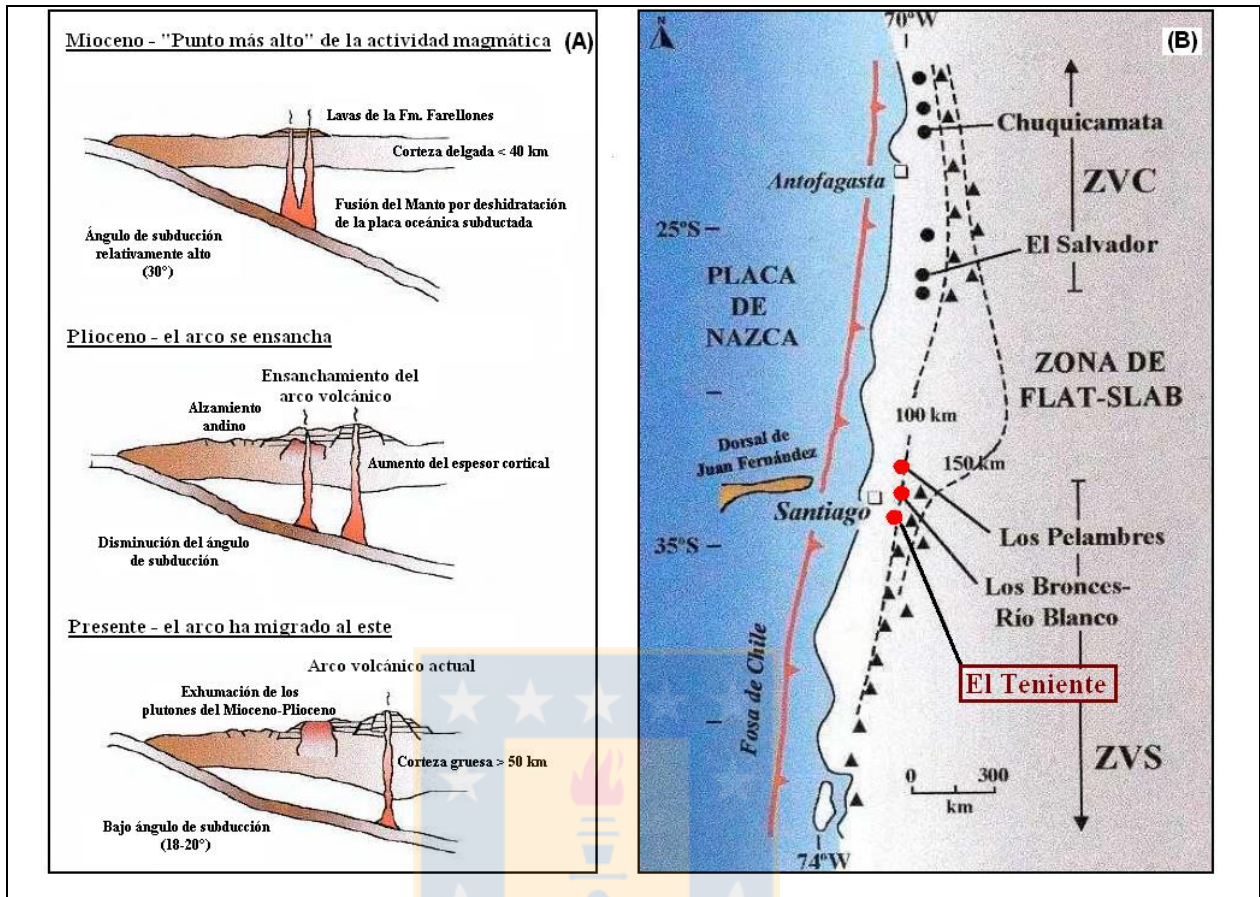 Mioceno - "Punto más alto" de la actividad magmática
(A)
Lavas de la Fm. Farellones
Corteza delgada < 40 km
Fusión del Manto por deshidratación
de la placa oceánica subductada
Ángulo de subducción
relativamente alto
(30°)
Plioceno - el arco se ensancha
Ensanchamiento del
arco volcánico
Alzamiento
andino
Aumento del espesor cortical
Disminución del ángulo
de subducción
Presente - el arco ha migrado al este
Arco volcánico actual
Exhumación de los
plutones del Mioceno-Plioceno
Corteza gruesa > 50 km
Bajo ángulo de subducción
(18-20°)
70°W
(B)
N
Chuquicamata
ZVC
Antofagasta
25°S
El Salvador
PLACA
DE
NAZCA
ZONA DE
FLAT-SLAB
100 km
Dorsal de
Juan Fernández
150 km
Santiago
35°S
Los Pelambres
Los Bronces-
Río Blanco
El Teniente
Fosa de Chile
ZVS
0 300
km
74°W